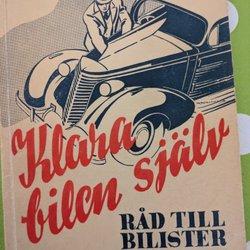 Klara
bilen själv
RÅD TILL
BILISTER